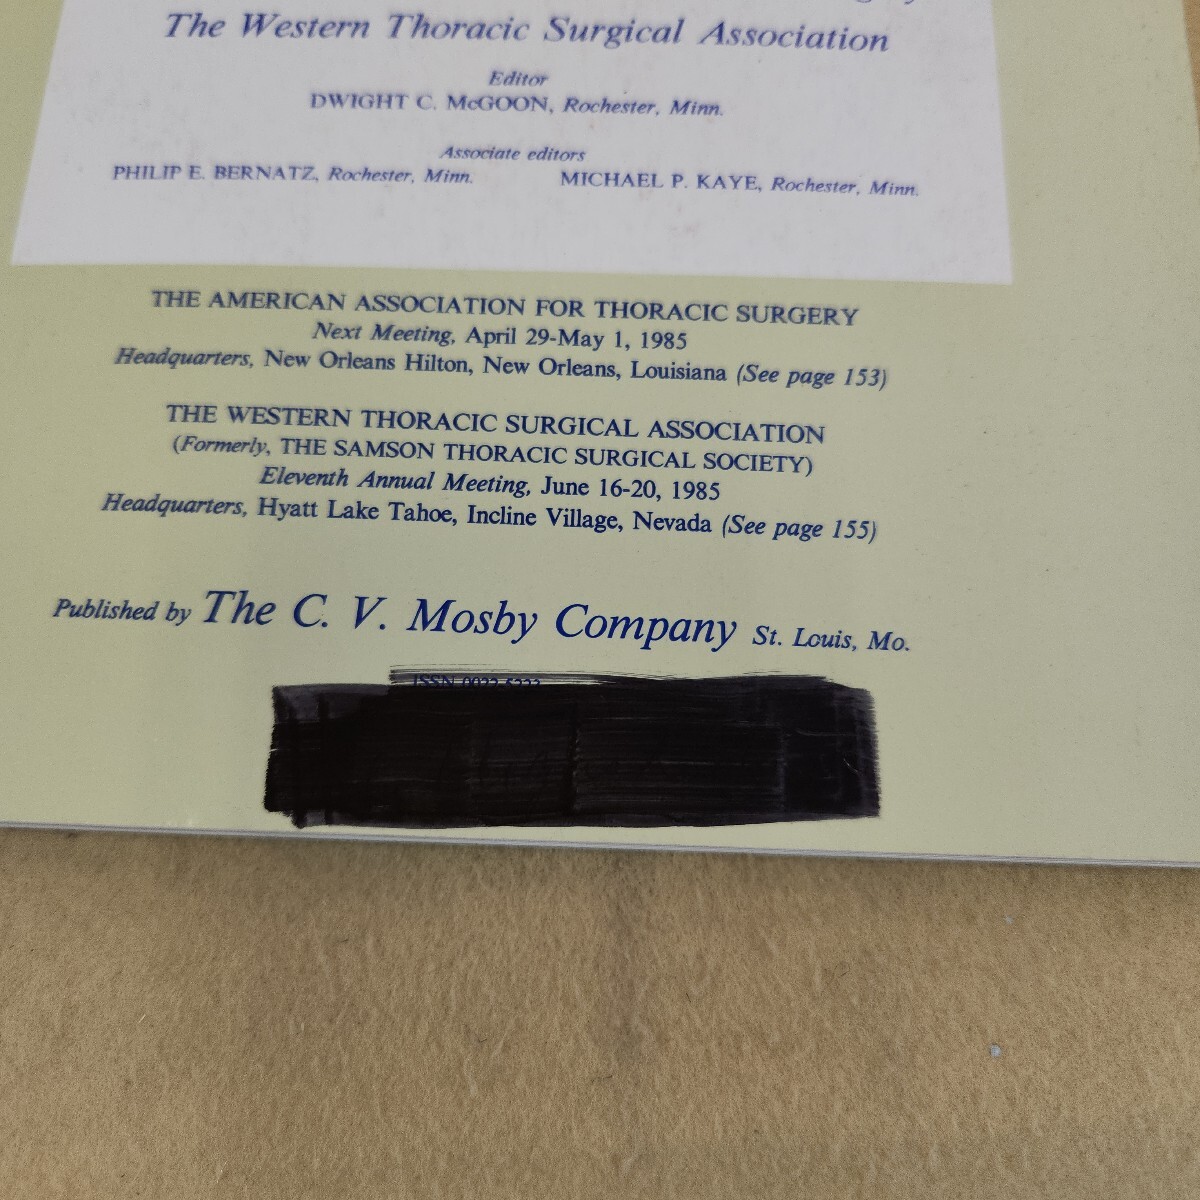 The Western Thoracic Surgical Association
Editor
DWIGHT C. McGOON, Rochester, Minn.
Associate editors
PHILIP E. BERNATZ, Rochester, Minn. MICHAEL P. KAYE, Rochester, Minn.
THE AMERICAN ASSOCIATION FOR THORACIC SURGERY
Next Meeting, April 29-May 1, 1985
Headquarters, New Orleans Hilton, New Orleans, Louisiana (See page 153)
THE WESTERN THORACIC SURGICAL ASSOCIATION
(Formerly, THE SAMSON THORACIC SURGICAL SOCIETY)
Eleventh Annual Meeting, June 16-20, 1985
Headquarters, Hyatt Lake Tahoe, Incline Village, Nevada (See page 155)
Published by The C. V. Mosby Company St. Louis, Mo.
ISSN